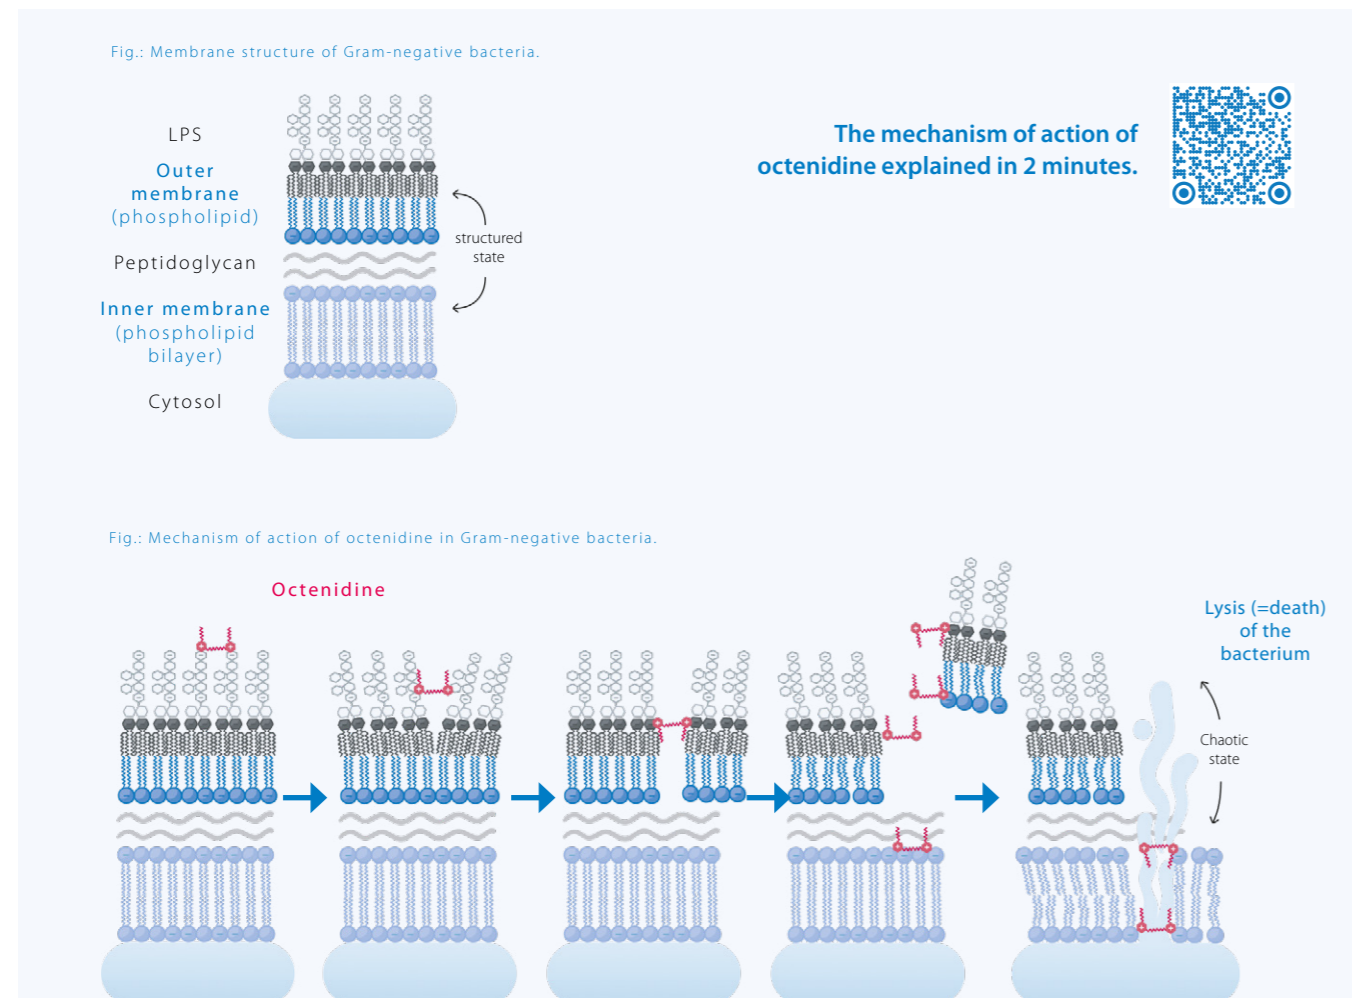 Fig.: Membrane structure of Gram-negative bacteria.
LPS
Outer
membrane
(phospholipid)
Peptidoglycan
Inner membrane
(phospholipid
bilayer)
Cytosol
structured
state
The mechanism of action of
octenidine explained in 2 minutes.
Fig.: Mechanism of action of octenidine in Gram-negative bacteria.
Octenidine
Lysis (=death)
of the
bacterium
Chaotic
state